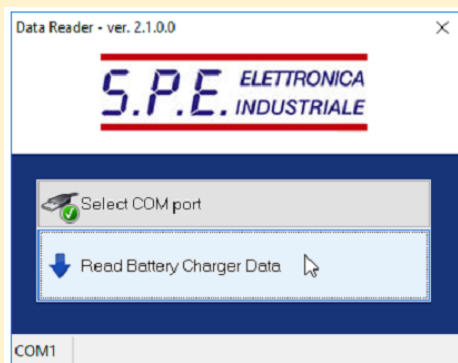 Data Reader - ver. 2.1.0.0
S.P.E. ELETTRONICA
INDUSTRIALE
Select COM port
Read Battery Charger Data
COM1